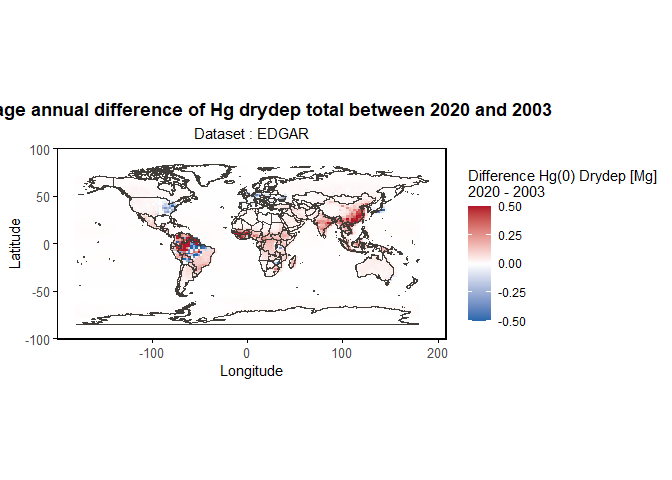 age annual difference of Hg drydep total between 2020 and 2003
Dataset : EDGAR
Difference Hg(0) Drydep [Mg]
2020 - 2003
0.50
0.25
0.00
-0.25
-0.50
Latitude
100
50
0
-50
-100
-100 0 100 200
Longitude